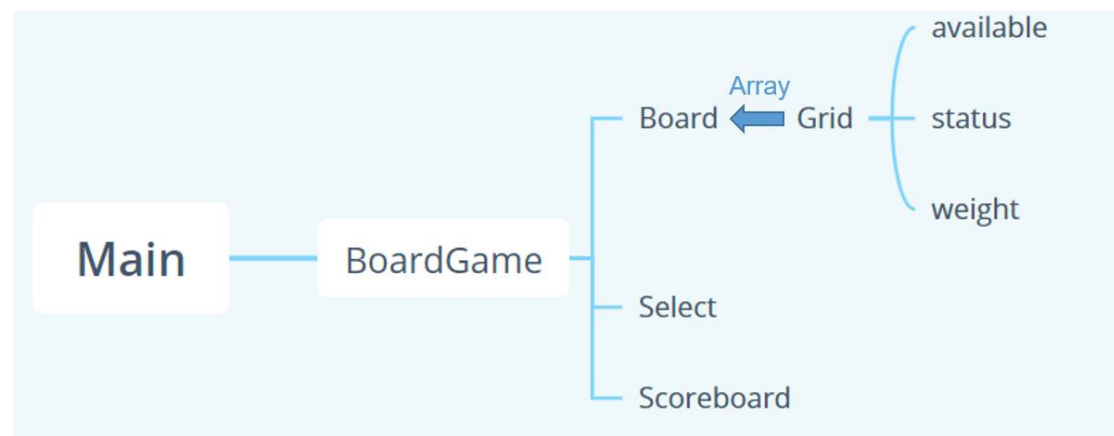 Main
BoardGame
Board
Array
Grid
available
status
weight
Select
Scoreboard